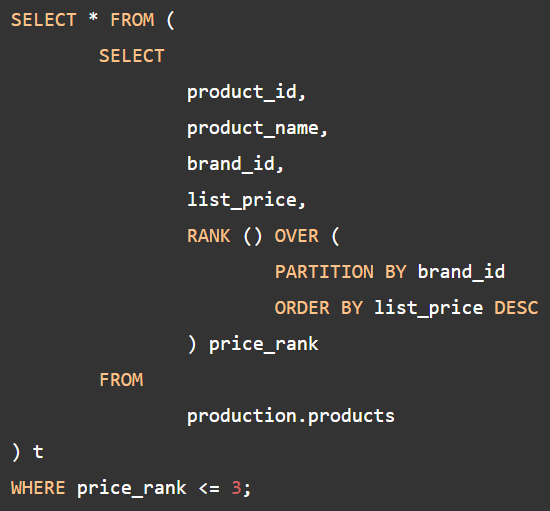 SELECT * FROM (
SELECT
product_id,
product_name,
brand_id,
list_price,
RANK () OVER (
PARTITION BY brand_id
ORDER BY list_price DESC
) price_rank
FROM
production.products
) t
WHERE price_rank <= 3;